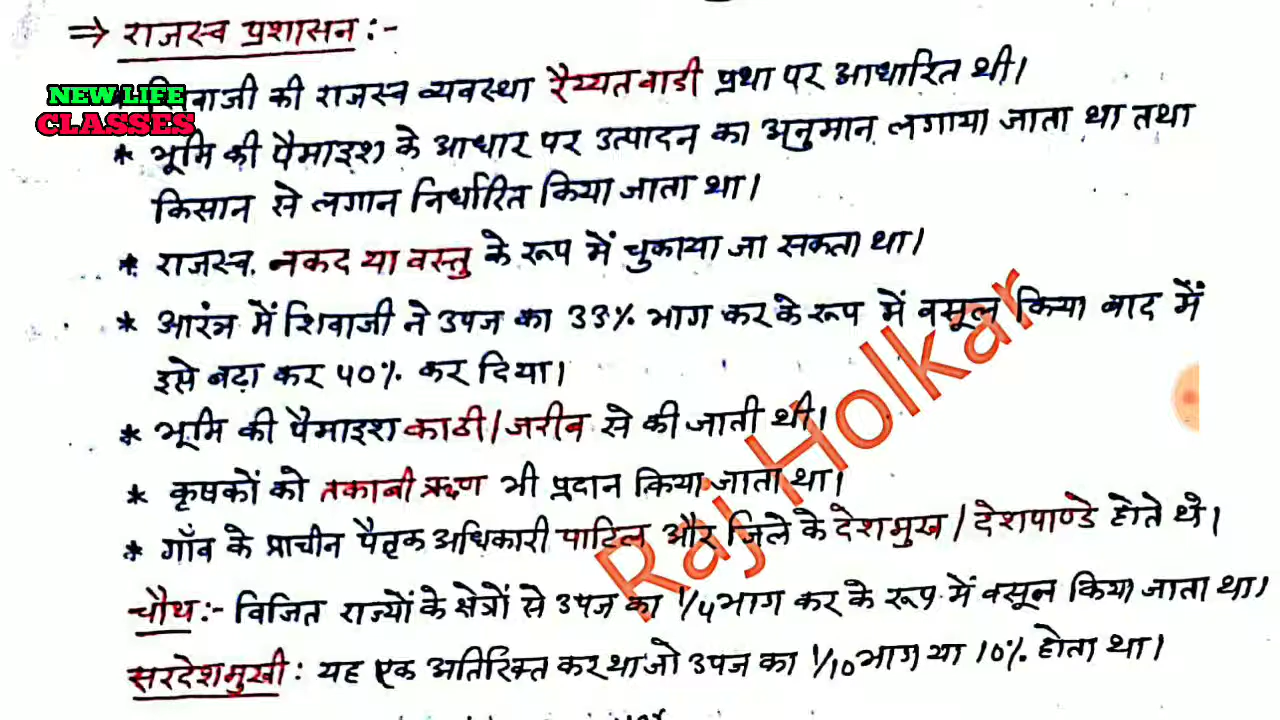 ⇒ राजस्व प्रशासन :-
NEW LIFE
CLASSES
वाजी की राजस्व व्यवस्था रैय्यतवाडी प्रथा पर आधारित थी।
* भूमि की पैमाइश के आधार पर उत्पादन का अनुमान लगाया जाता था तथा
किसान से लगान निर्धारित किया जाता था।
* राजस्व नकद या वस्तु के रूप में चुकाया जा सकता था।
* आरंभ में शिवाजी ने उपज का 33% भाग कर के रूप में वसूल किया बाद में
इसे बढ़ा कर 40% कर दिया।
* भूमि की पैमाइश काठी/जरीब से की जाती थी।
* कृषकों को तकाबी ऋण भी प्रदान किया जाता था।
* गाँव के प्राचीन पैतृक अधिकारी पाटिल और जिले के देशमुख / देशपाण्डे होते थे।
चौथ :- विजित राज्यों के क्षेत्रों से उपज का 1/4 भाग कर के रूप में वसूल किया जाता था।
सरदेशमुखी : यह एक अतिरिक्त कर था जो उपज का 1/10 भाग या 10% होता था।
Raj Holkar